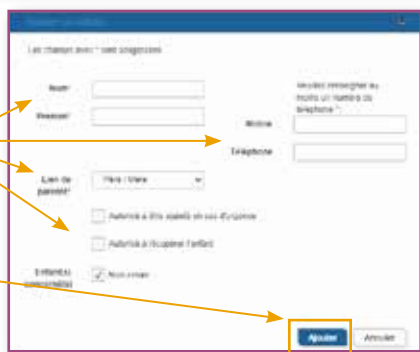 Les champs avec * sont obligatoires
Nom*
Prénom*
Veuillez renseigner au
moins un numéro de
téléphone *:
Mobile
Téléphone
Lien de
parenté*
Père / Mère
Autorisé à être appelé en cas d'urgence
Autorisé à récupérer l'enfant
Enfant(s)
concerné(s)
Ajouter
Annuler